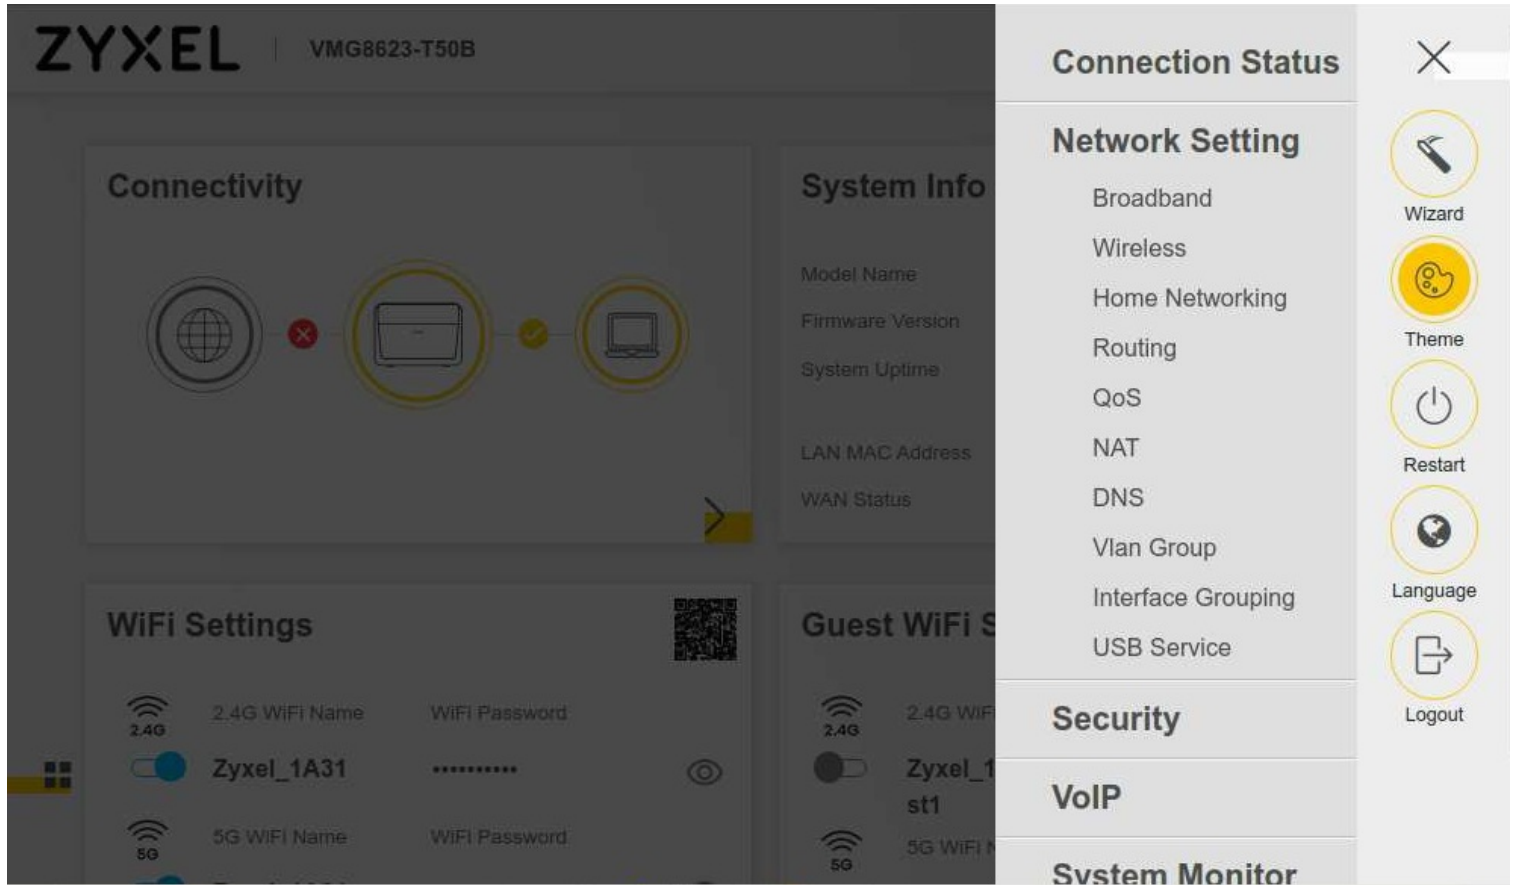 ZYXEL
VMG8623-T50B
Connectivity
System Info
Model Name
Firmware Version
System Uptime
LAN MAC Address
WAN Status
WiFi Settings
2.4G
2.4G WiFi Name
WiFi Password
Zyxel_1A31
••••••••••
5G
5G WiFi Name
WiFi Password
Guest WiFi S
2.4G
2.4G WiF
Zyxel_1
st1
5G
5G WiFi N
Connection Status
Network Setting
Broadband
Wireless
Home Networking
Routing
QoS
NAT
DNS
Vlan Group
Interface Grouping
USB Service
Security
VoIP
System Monitor
Wizard
Theme
Restart
Language
Logout